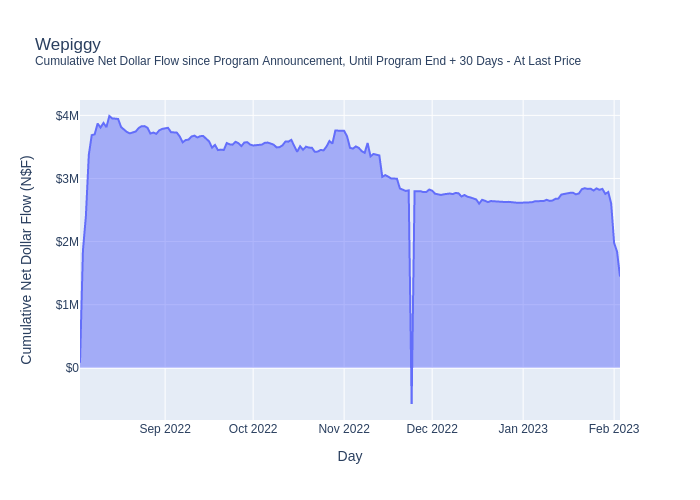 Wepiggy
Cumulative Net Dollar Flow since Program Announcement, Until Program End + 30 Days - At Last Price
Cumulative Net Dollar Flow (N$F)
$4M
$3M
$2M
$1M
$0
Sep 2022
Oct 2022
Nov 2022
Dec 2022
Jan 2023
Feb 2023
Day